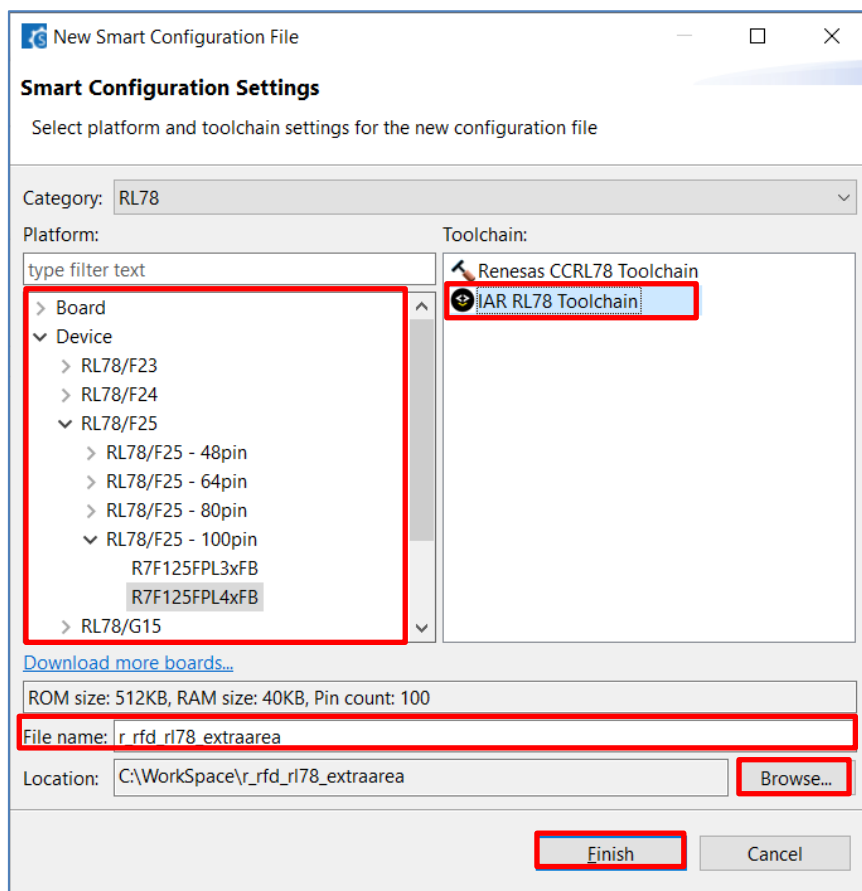 New Smart Configuration File
Smart Configuration Settings
Select platform and toolchain settings for the new configuration file
Category: RL78
Platform:
Toolchain:
type filter text
Board
Device
RL78/F23
RL78/F24
RL78/F25
RL78/F25 - 48pin
RL78/F25 - 64pin
RL78/F25 - 80pin
RL78/F25 - 100pin
R7F125FPL3xFB
R7F125FPL4xFB
RL78/G15
Renesas CCRL78 Toolchain
IAR RL78 Toolchain
Download more boards...
ROM size: 512KB, RAM size: 40KB, Pin count: 100
File name: r_rfd_rl78_extraarea
Location: C:\WorkSpace\r_rfd_rl78_extraarea
Browse...
Finish
Cancel